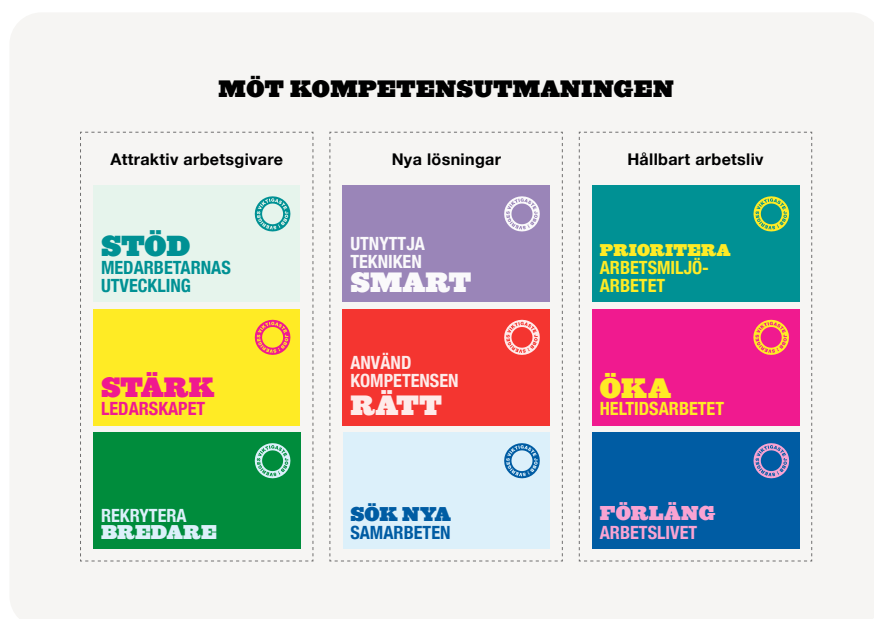 MÖT KOMPETENSUTMANINGEN
Attraktiv arbetsgivare
STÖD
MEDARBETARNAS
UTVECKLING
STÄRK
LEDARSKAPET
REKRYTERA
BREDARE
Nya lösningar
UTNYTTJA
TEKNIKEN
SMART
ANVÄND
KOMPETENSEN
RÄTT
SÖK NYA
SAMARBETEN
Hållbart arbetsliv
PRIORITERA
ARBETSMILJÖ-
ARBETET
ÖKA
HELTIDSARBETET
FÖRLÄNG
ARBETSLIVET